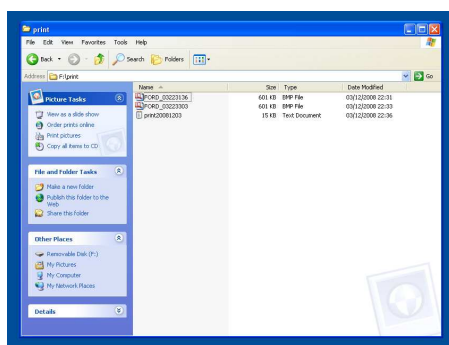 print
File Edit View Favorites Tools Help
Back Search Folders
Address F:\print Go
Name Size Type Date Modified
FORD_03223136 601 KB BMP File 03/12/2008 22:31
FORD_03223303 601 KB BMP File 03/12/2008 22:33
print20081203 15 KB Text Document 03/12/2008 22:36
Picture Tasks
View as a slide show
Order prints online
Print pictures
Copy all items to CD
File and Folder Tasks
Make a new folder
Publish this folder to the
Web
Share this folder
Other Places
Removable Disk (F:)
My Pictures
My Computer
My Network Places
Details